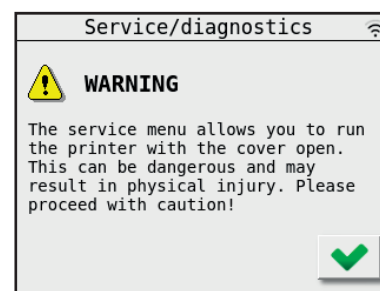 Service/diagnostics
WARNING
The service menu allows you to run
the printer with the cover open.
This can be dangerous and may
result in physical injury. Please
proceed with caution!